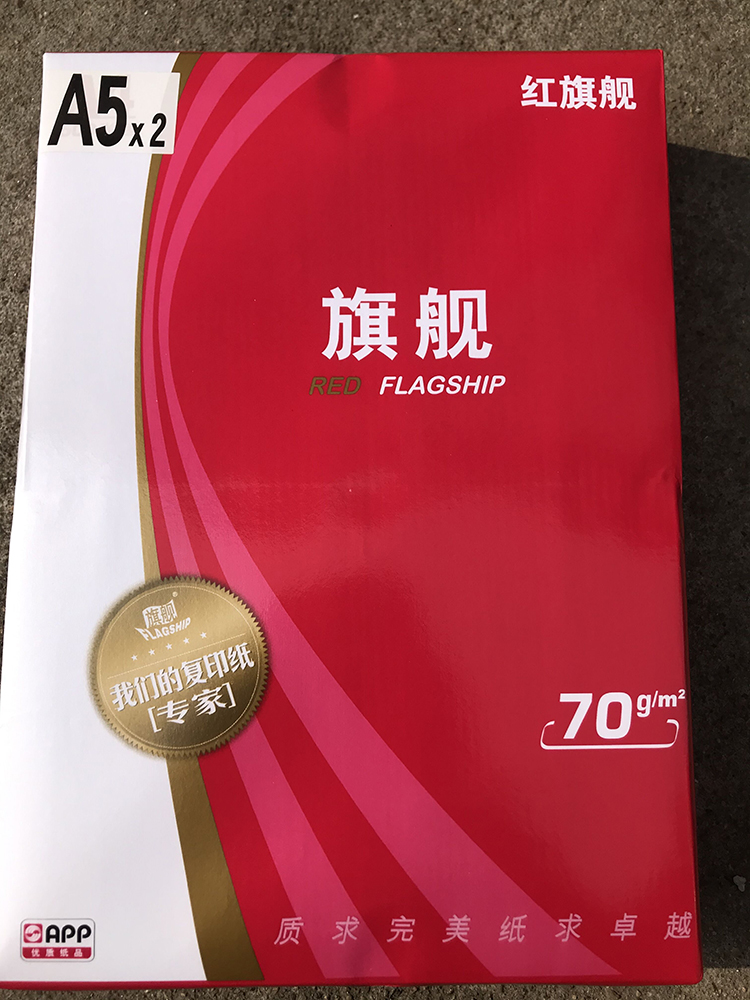 A5x2
红旗舰
旗舰
RED FLAGSHIP
旗舰®
FLAGSHIP
我们的复印纸
[专家]
70g/m²
质求完美纸求卓越
APP
优质纸品